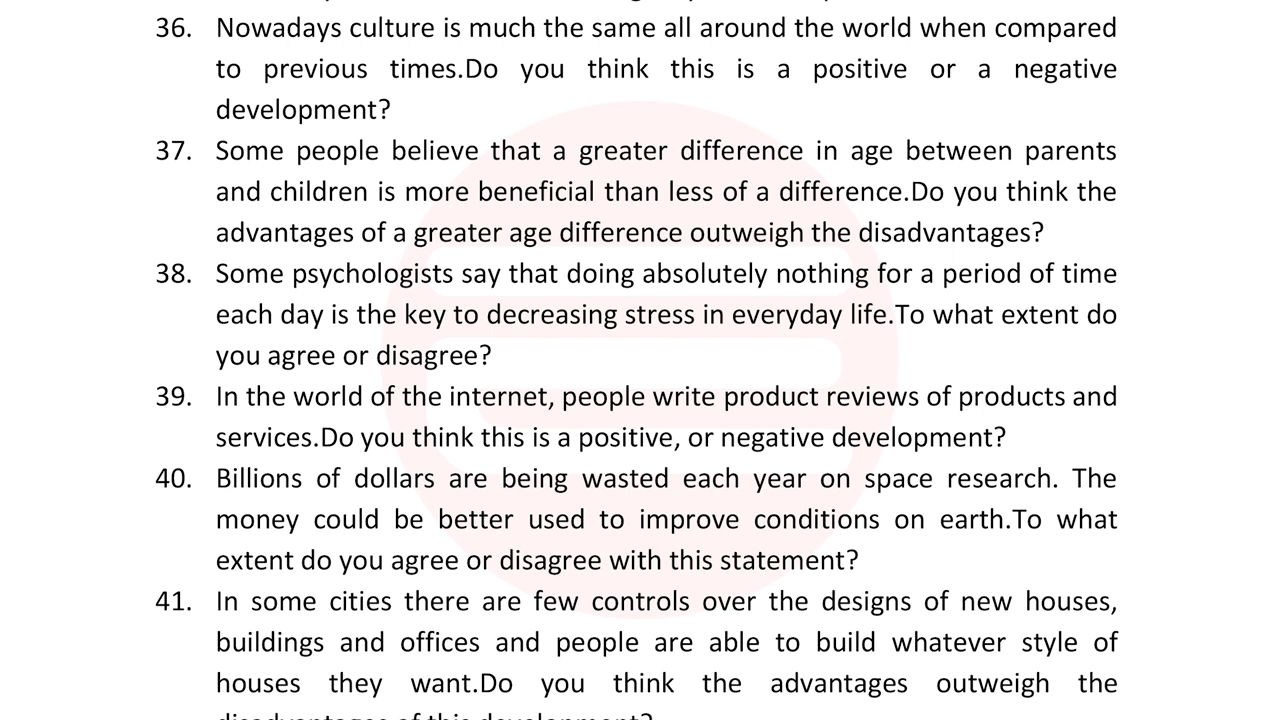 36. Nowadays culture is much the same all around the world when compared
to previous times.Do you think this is a positive or a negative
development?
37. Some people believe that a greater difference in age between parents
and children is more beneficial than less of a difference.Do you think the
advantages of a greater age difference outweigh the disadvantages?
38. Some psychologists say that doing absolutely nothing for a period of time
each day is the key to decreasing stress in everyday life.To what extent do
you agree or disagree?
39. In the world of the internet, people write product reviews of products and
services.Do you think this is a positive, or negative development?
40. Billions of dollars are being wasted each year on space research. The
money could be better used to improve conditions on earth.To what
extent do you agree or disagree with this statement?
41. In some cities there are few controls over the designs of new houses,
buildings and offices and people are able to build whatever style of
houses they want.Do you think the advantages outweigh the
disadvantages of this development?